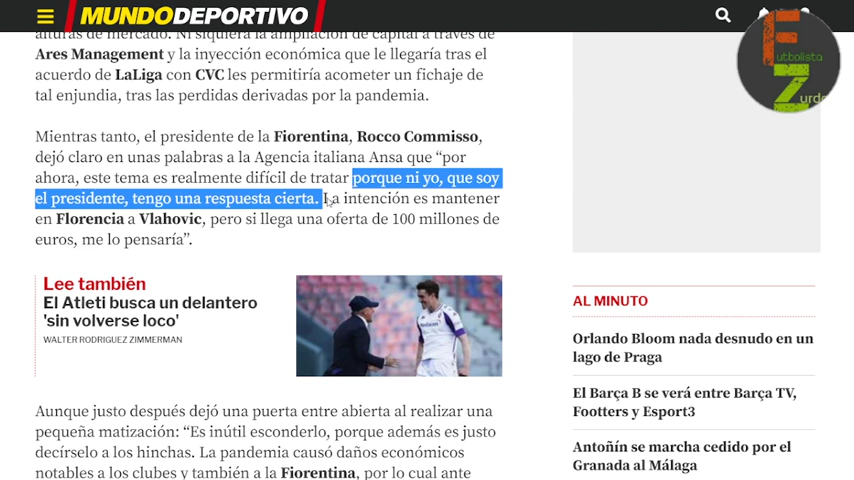 MUNDODEPORTIVO
alturas de mercado. Ni siquiera la ampliación de capital a través de
Ares Management y la inyección económica que le llegaría tras el
acuerdo de LaLiga con CVC les permitiría acometer un fichaje de
tal enjundia, tras las perdidas derivadas por la pandemia.
Mientras tanto, el presidente de la Fiorentina, Rocco Commisso,
dejó claro en unas palabras a la Agencia italiana Ansa que “por
ahora, este tema es realmente difícil de tratar porque ni yo, que soy
el presidente, tengo una respuesta cierta. La intención es mantener
en Florencia a Vlahovic, pero si llega una oferta de 100 millones de
euros, me lo pensaría”.
Lee también
El Atleti busca un delantero
'sin volverse loco'
WALTER RODRIGUEZ ZIMMERMAN
Aunque justo después dejó una puerta entre abierta al realizar una
pequeña matización: “Es inútil esconderlo, porque además es justo
decírselo a los hinchas. La pandemia causó daños económicos
notables a los clubes y también a la Fiorentina, por lo cual ante
Futbolista
Zurdo
AL MINUTO
Orlando Bloom nada desnudo en un
lago de Praga
El Barça B se verá entre Barça TV,
Footters y Esport3
Antoñín se marcha cedido por el
Granada al Málaga